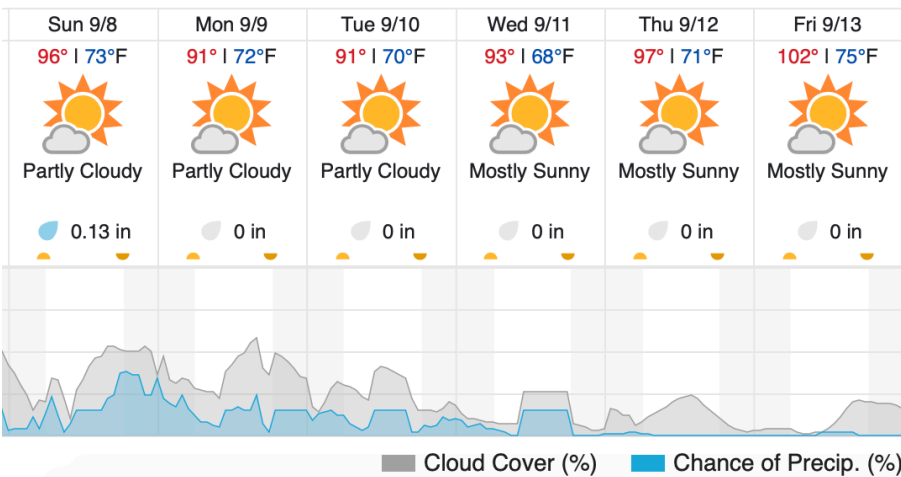 Sun 9/8 Mon 9/9 Tue 9/10 Wed 9/11 Thu 9/12 Fri 9/13
96° | 73°F 91° | 72°F 91° | 70°F 93° | 68°F 97° | 71°F 102° | 75°F
Partly Cloudy Partly Cloudy Partly Cloudy Mostly Sunny Mostly Sunny Mostly Sunny
0.13 in 0 in 0 in 0 in 0 in 0 in
Cloud Cover (%) Chance of Precip. (%)